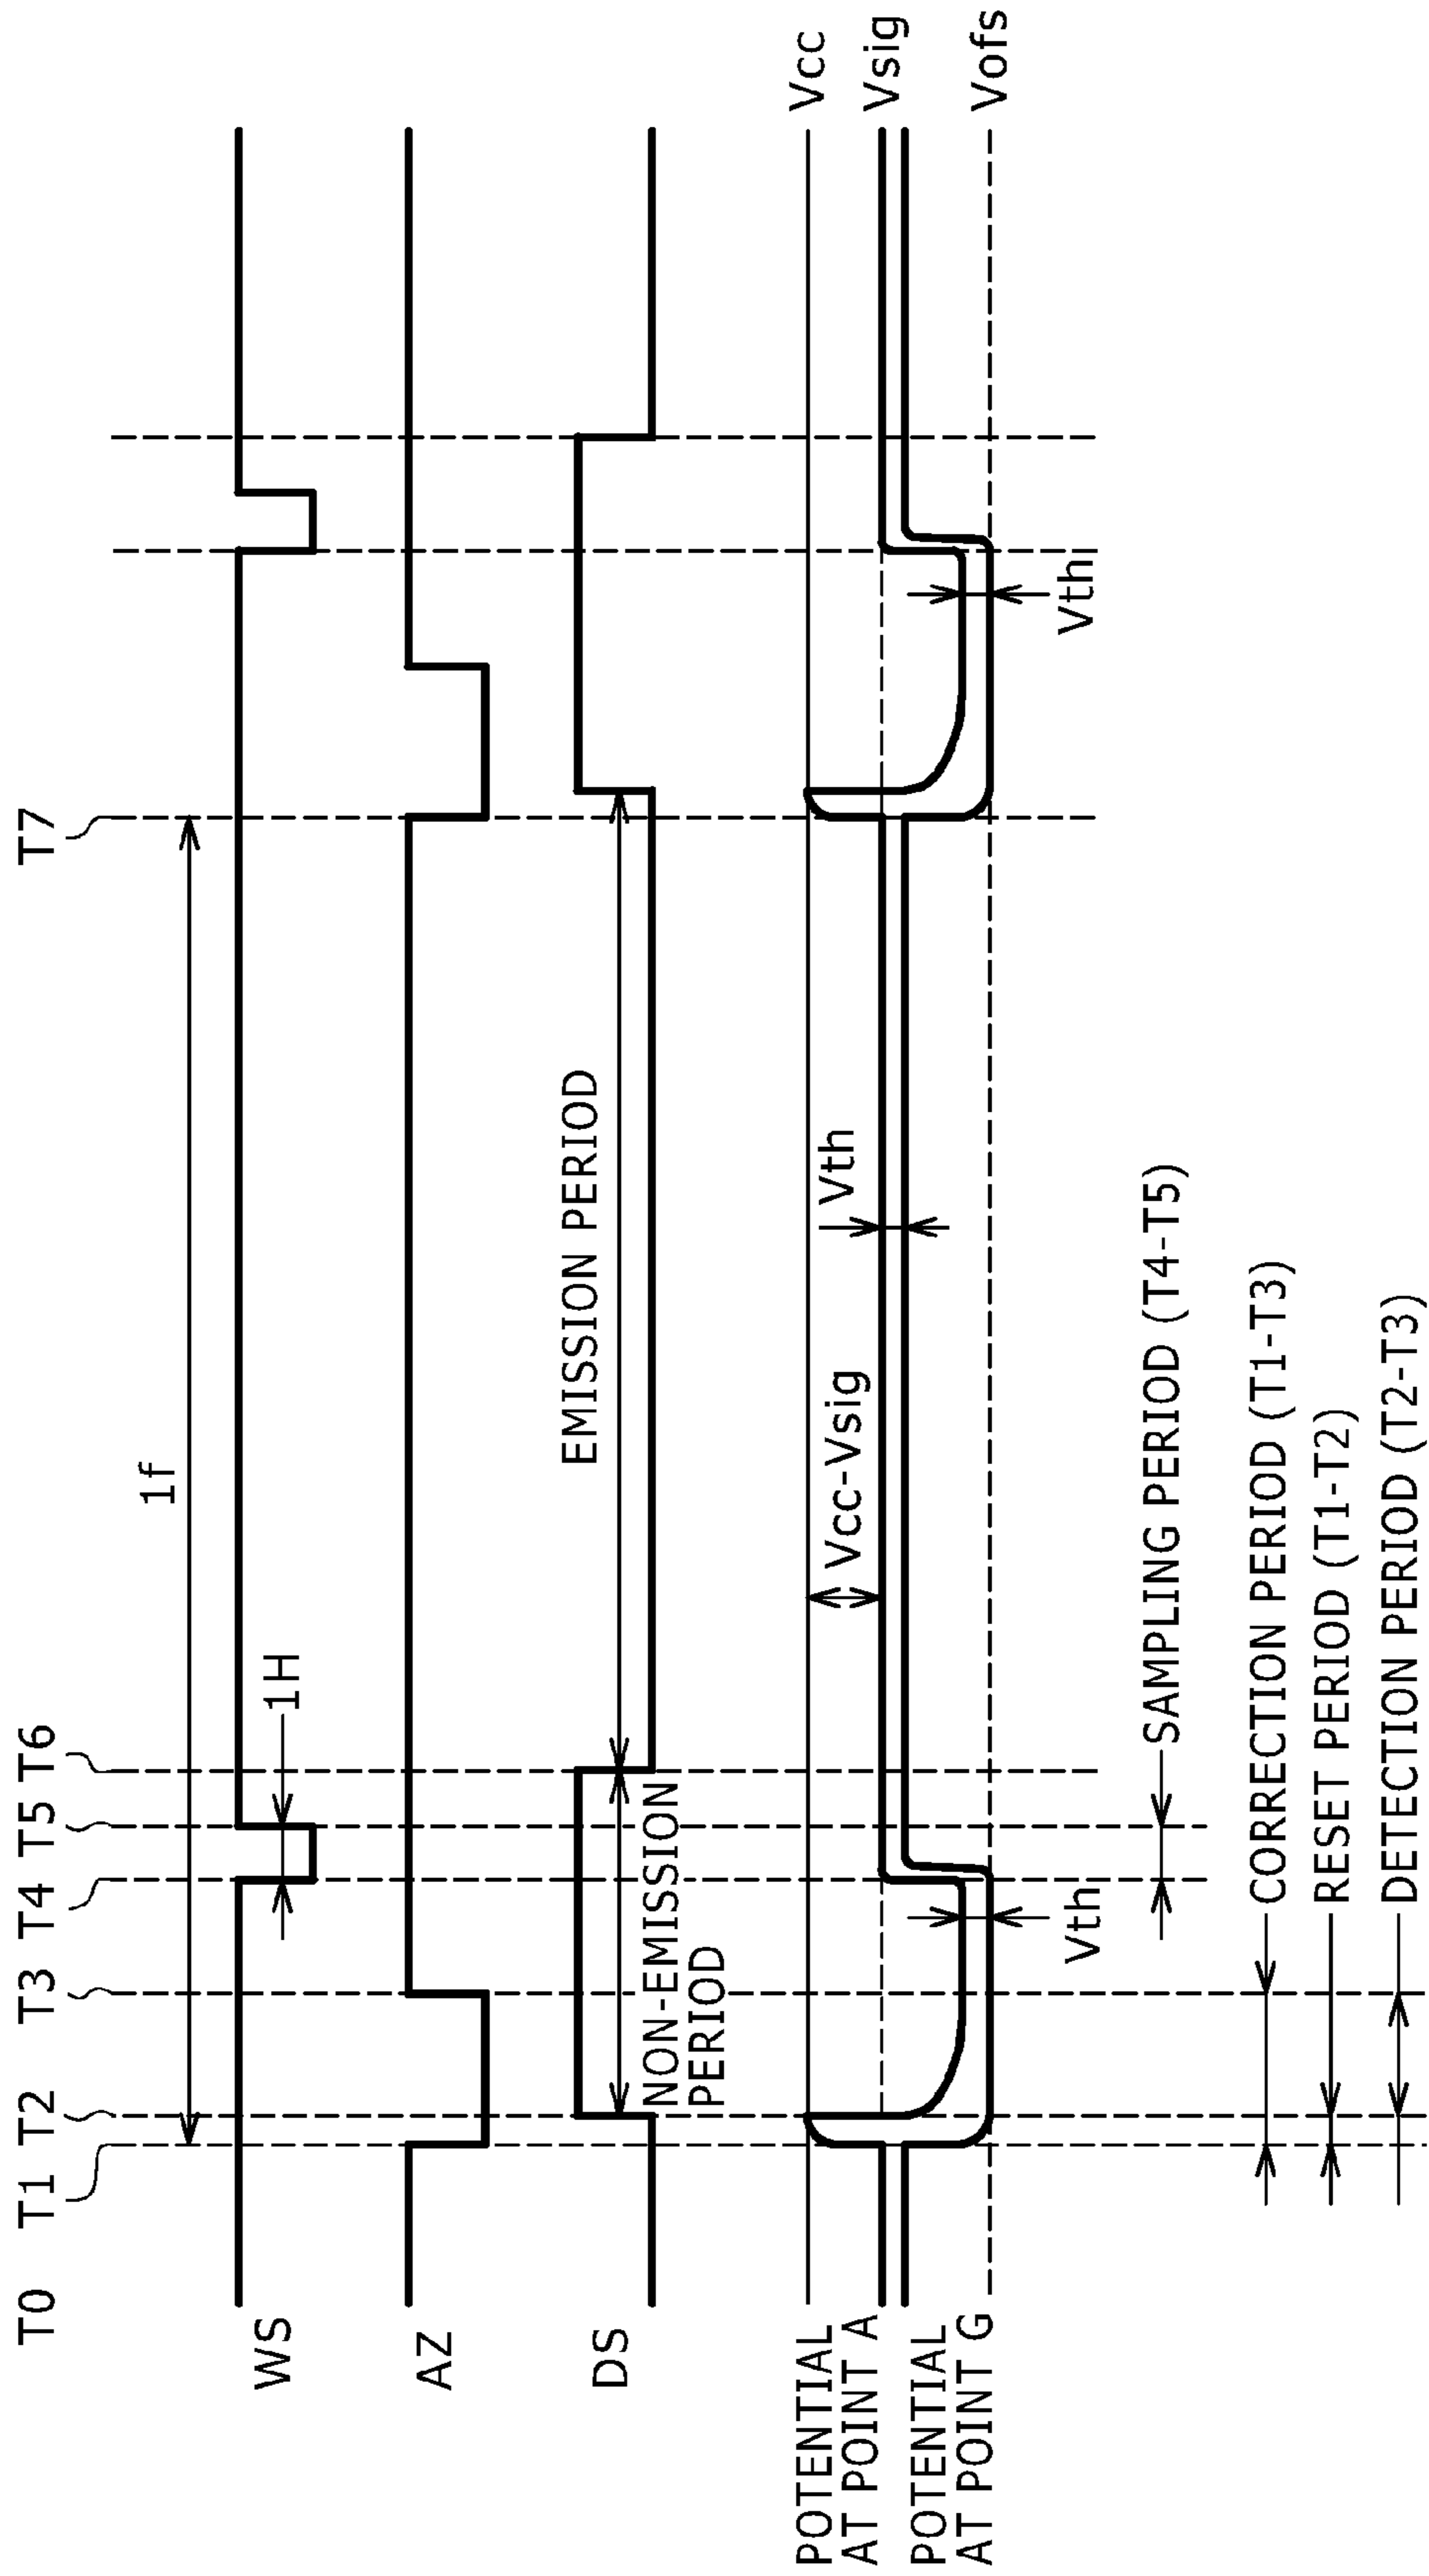 T0 T1 T2 T3 T4 T5 T6 T7
1f
WS
1H
AZ
DS
EMISSION PERIOD
NON-EMISSION
PERIOD
POTENTIAL
AT POINT A
POTENTIAL
AT POINT G
Vcc-Vsig
Vth
Vth
Vth
Vcc
Vsig
Vofs
SAMPLING PERIOD (T4-T5)
CORRECTION PERIOD (T1-T3)
RESET PERIOD (T1-T2)
DETECTION PERIOD (T2-T3)